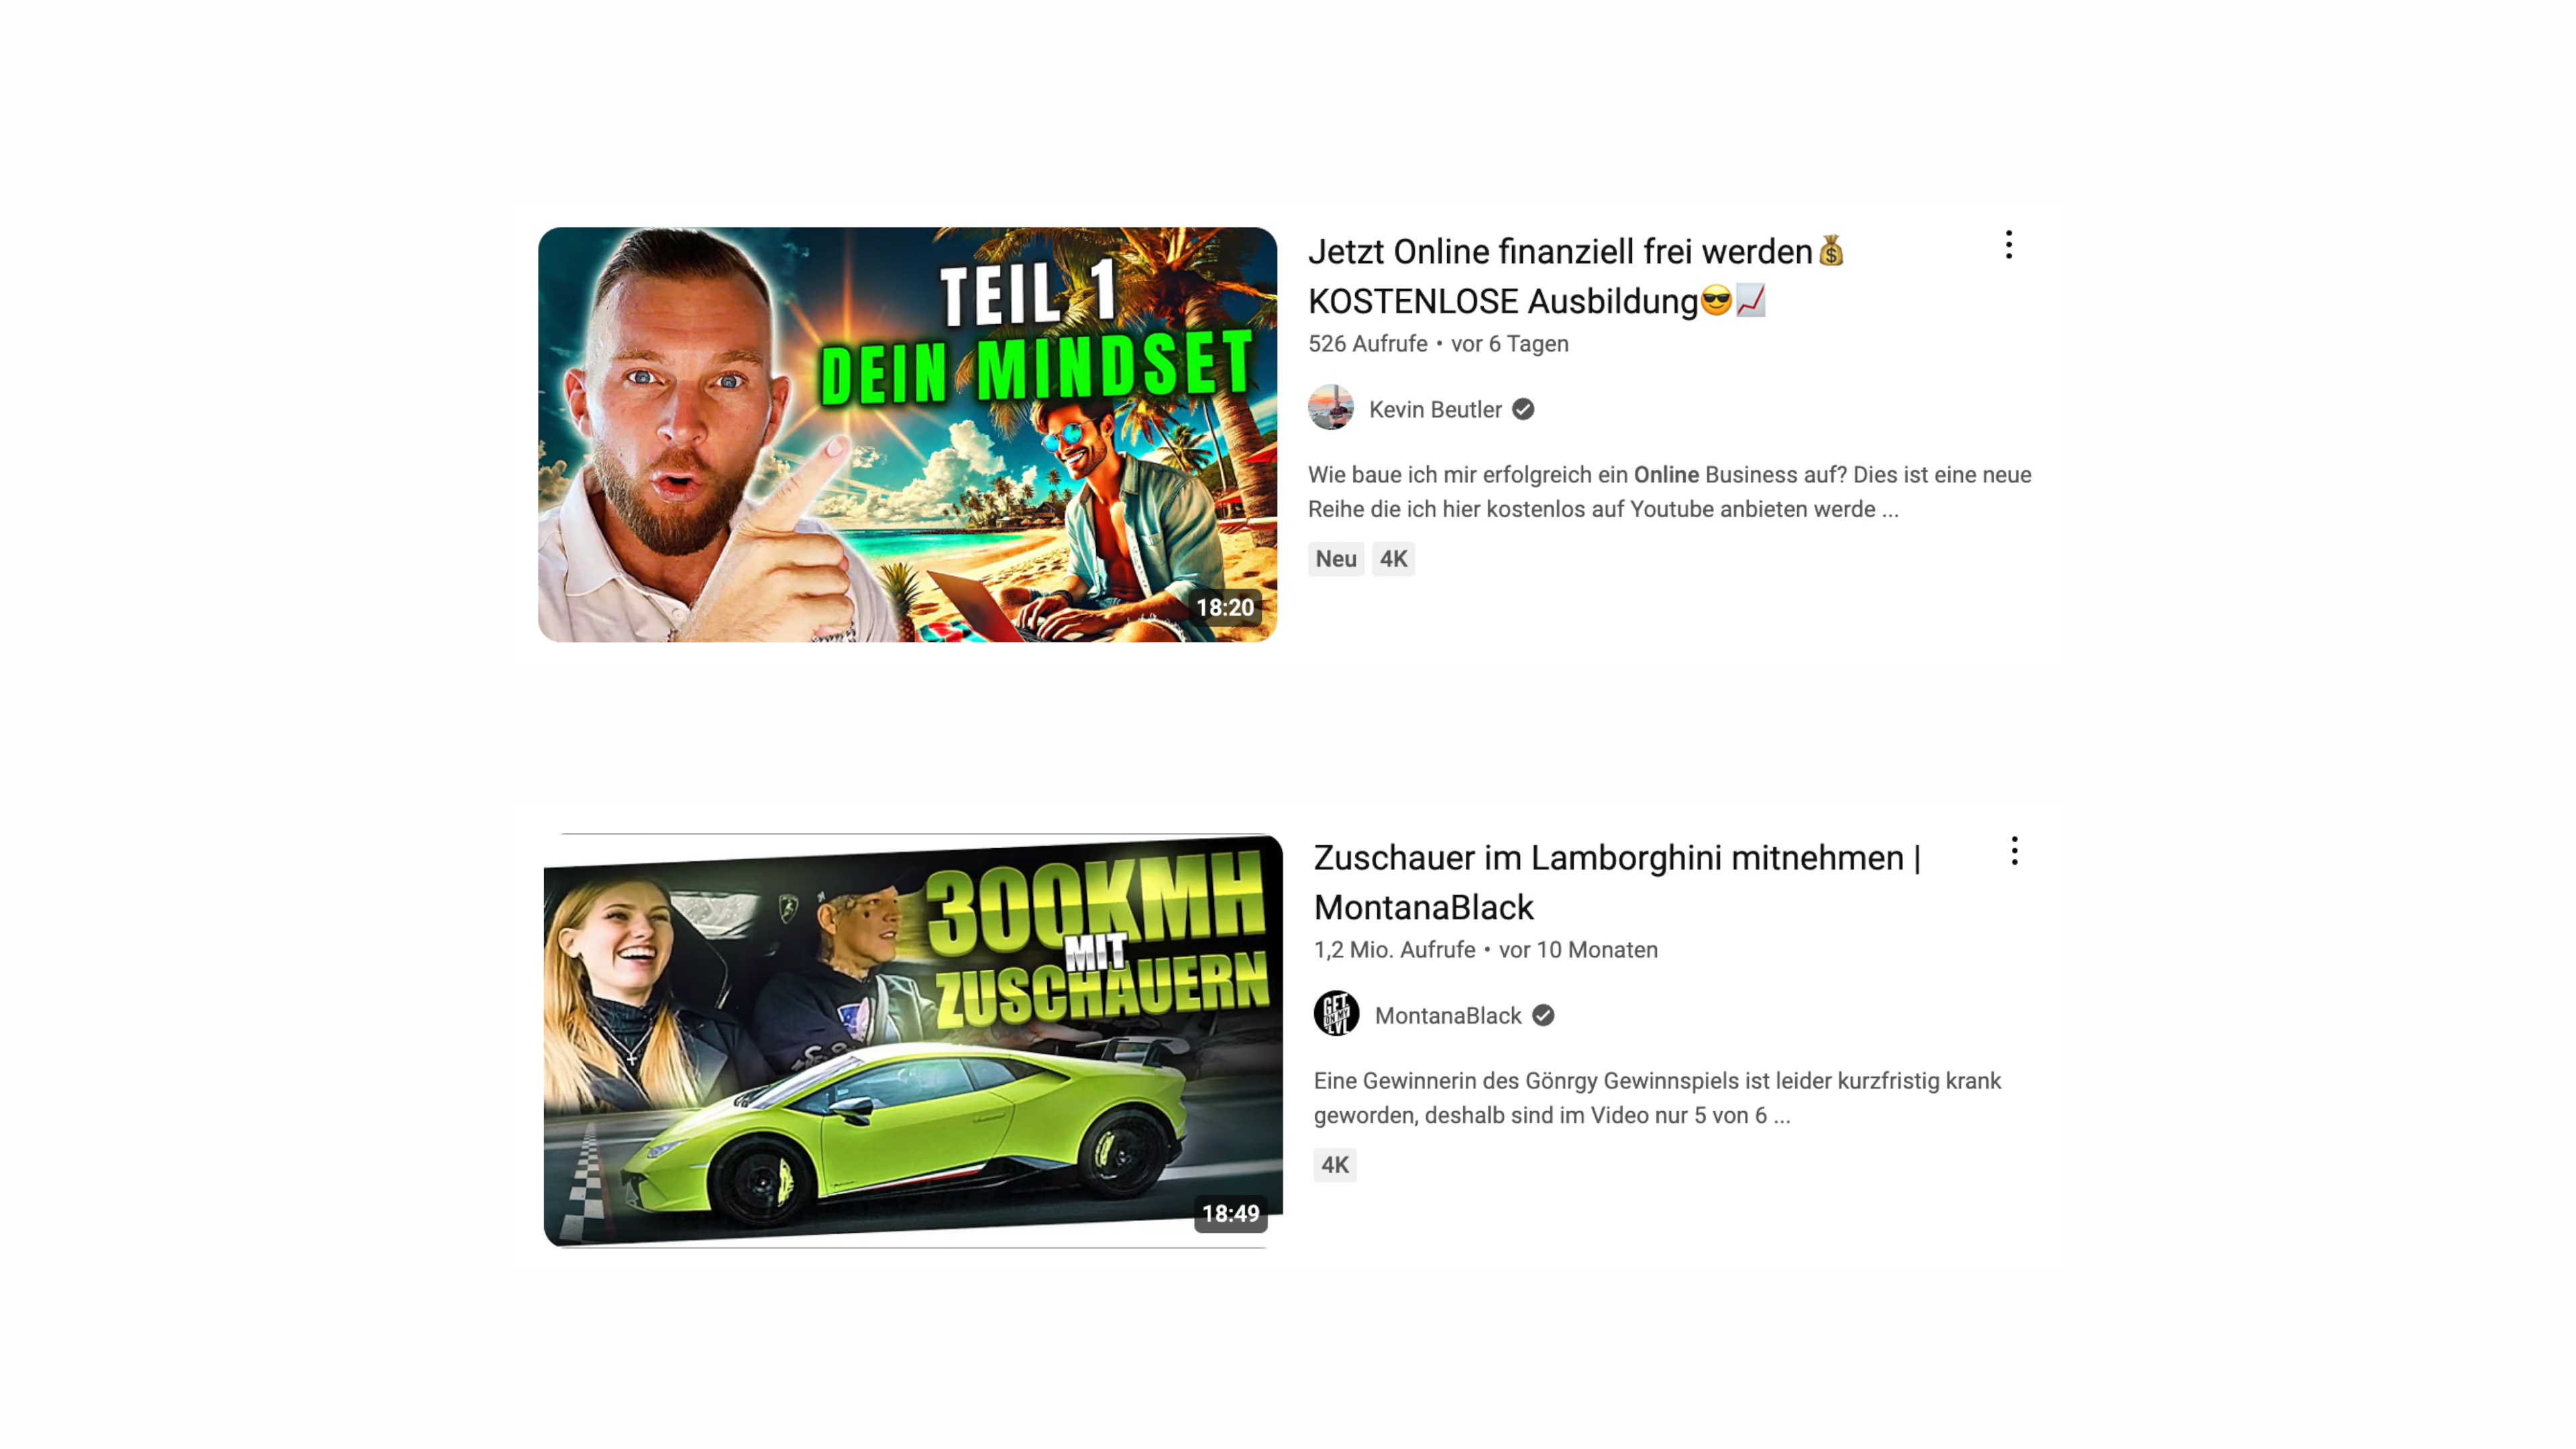 TEIL 1
DEIN MINDSET
18:20
Jetzt Online finanziell frei werden💰
KOSTENLOSE Ausbildung😎📈
526 Aufrufe • vor 6 Tagen
Kevin Beutler
Wie baue ich mir erfolgreich ein Online Business auf? Dies ist eine neue
Reihe die ich hier kostenlos auf Youtube anbieten werde ...
Neu 4K
300KMH
MIT
ZUSCHAUERN
18:49
Zuschauer im Lamborghini mitnehmen |
MontanaBlack
1,2 Mio. Aufrufe • vor 10 Monaten
GET
ON MY
LVL
MontanaBlack
Eine Gewinnerin des Gönrgy Gewinnspiels ist leider kurzfristig krank
geworden, deshalb sind im Video nur 5 von 6 ...
4K